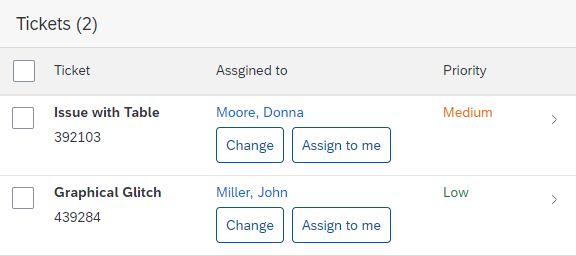 Tickets (2)
Ticket Assgined to Priority
Issue with Table Moore, Donna Medium
392103 Change Assign to me
Graphical Glitch Miller, John Low
439284 Change Assign to me